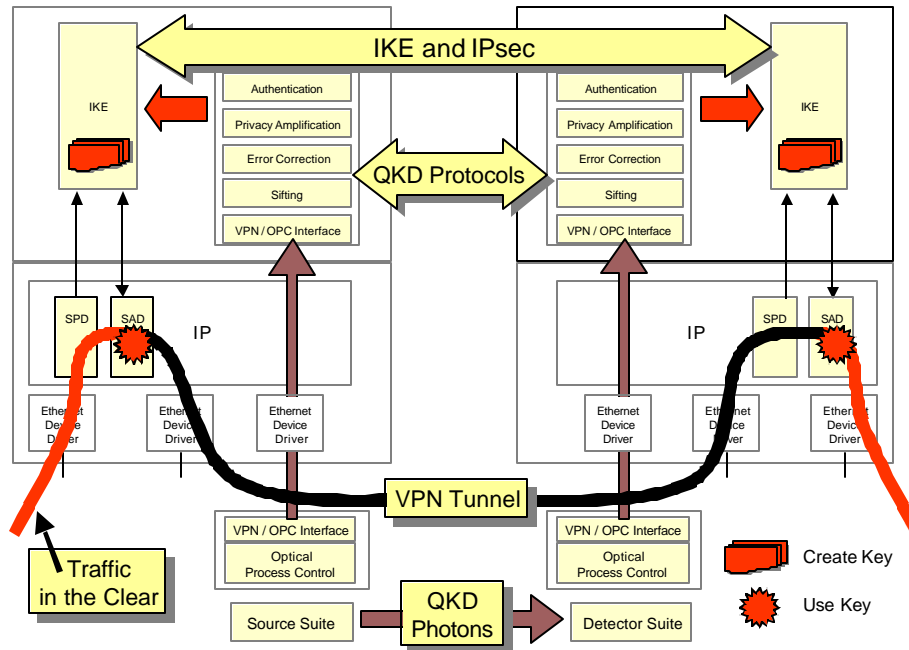 IKE and IPsec
IKE
Authentication
Privacy Amplification
Error Correction
Sifting
VPN / OPC Interface
QKD Protocols
Authentication
Privacy Amplification
Error Correction
Sifting
VPN / OPC Interface
IKE
SPD
SAD
IP
IP
SPD
SAD
Ethernet
Device
Driver
Ethernet
Device
Driver
Ethernet
Device
Driver
Ethernet
Device
Driver
Ethernet
Device
Driver
Ethernet
Device
Driver
VPN Tunnel
VPN / OPC Interface
Optical
Process Control
VPN / OPC Interface
Optical
Process Control
Traffic
in the Clear
Source Suite
QKD
Photons
Detector Suite
Create Key
Use Key